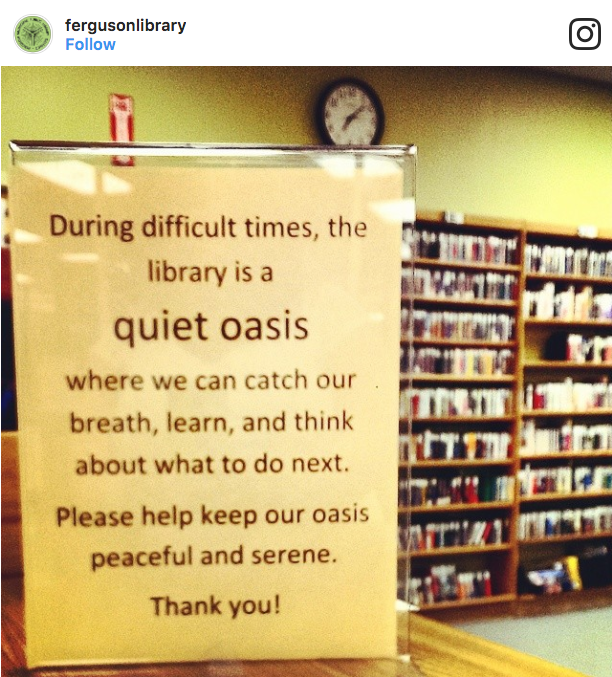 fergusonlibrary
Follow
During difficult times, the
library is a
quiet oasis
where we can catch our
breath, learn, and think
about what to do next.
Please help keep our oasis
peaceful and serene.
Thank you!